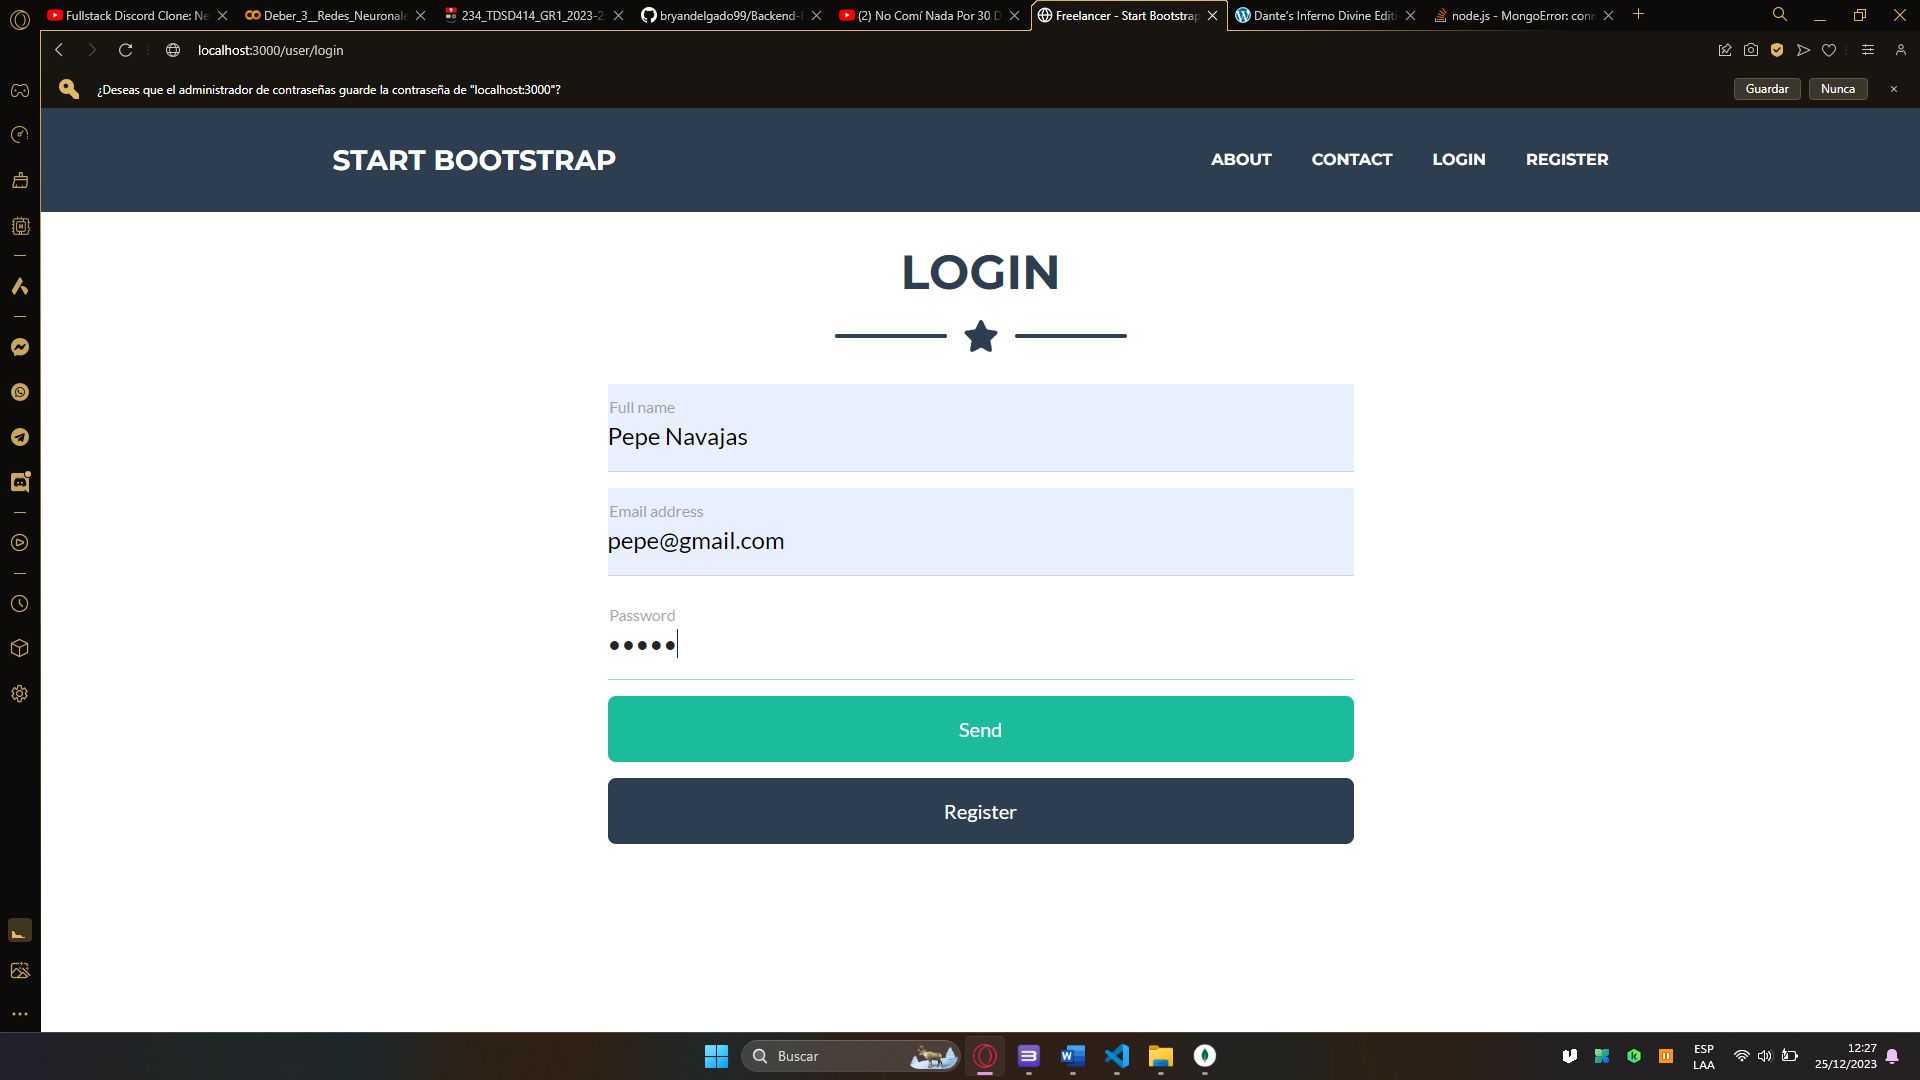 Fullstack Discord Clone: Ne
Deber_3__Redes_Neuronale
234_TDSD414_GR1_2023-2
bryandelgado99/Backend-
(2) No Comí Nada Por 30 D
Freelancer - Start Bootstrap
Dante's Inferno Divine Editi
node.js - MongoError: conn
localhost:3000/user/login
¿Deseas que el administrador de contraseñas guarde la contraseña de "localhost:3000"?
Guardar
Nunca
START BOOTSTRAP
ABOUT
CONTACT
LOGIN
REGISTER
LOGIN
Full name
Pepe Navajas
Email address
pepe@gmail.com
Password
•••••
Send
Register
Buscar
ESP
LAA
12:27
25/12/2023